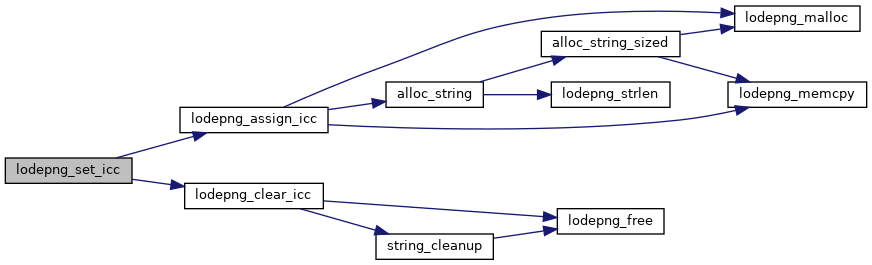 lodepng_malloc
alloc_string_sized
alloc_string
lodepng_strlen
lodepng_memcpy
lodepng_assign_icc
lodepng_set_icc
lodepng_clear_icc
lodepng_free
string_cleanup